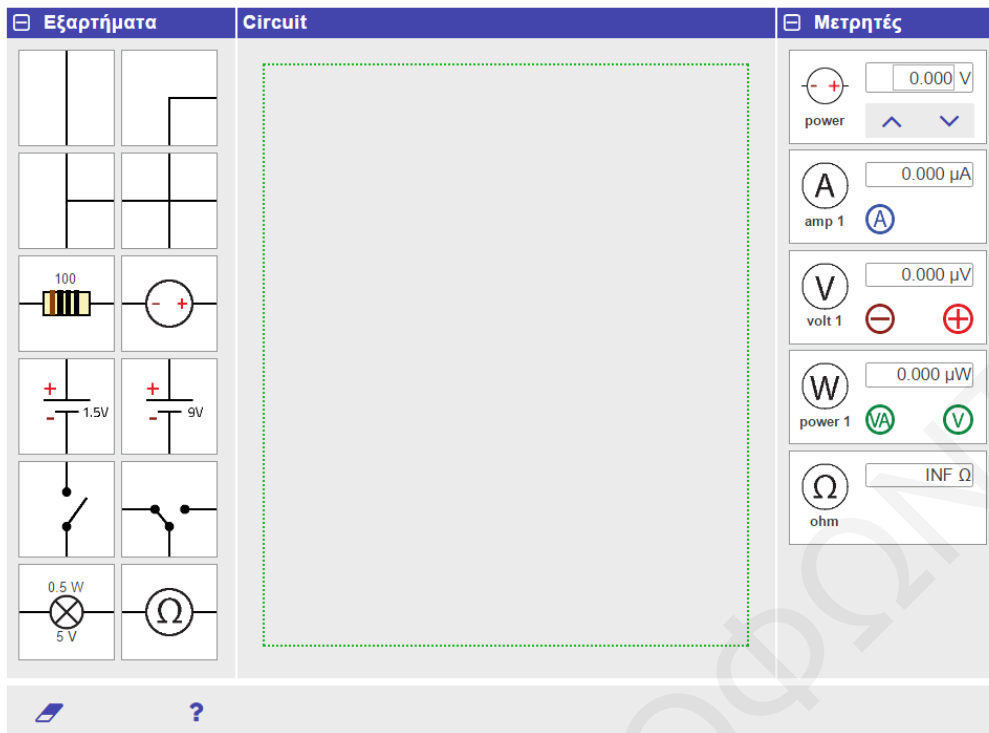 Εξαρτήματα
Circuit
Μετρητές
100
- +
+
- 1.5V
+
- 9V
0.5 W
5 V
Ω
- +
power
0.000 V
A
amp 1
0.000 µA
A
V
volt 1
0.000 µV
W
power 1
0.000 µW
VA
V
Ω
ohm
INF Ω
?